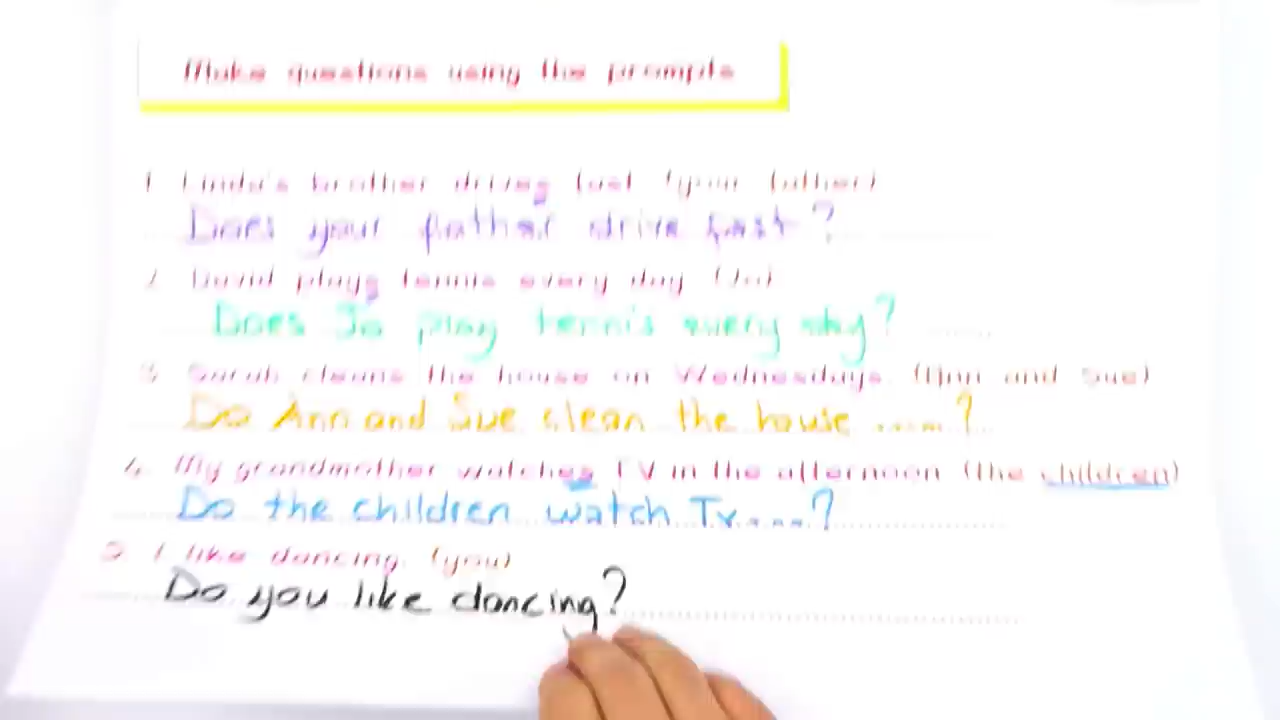 Make questions using the prompts
1. Linda's brother drives fast (your father)
Does your father drive fast?
2. David plays tennis every day (Jo)
Does Jo play tennis every day?
3. Sarah cleans the house on Wednesdays. (Ann and Sue)
Do Ann and Sue clean the house ......?
4. My grandmother watches TV in the afternoon (the children)
Do the children watch Tv....?
5. I like dancing. (you)
Do you like dancing?